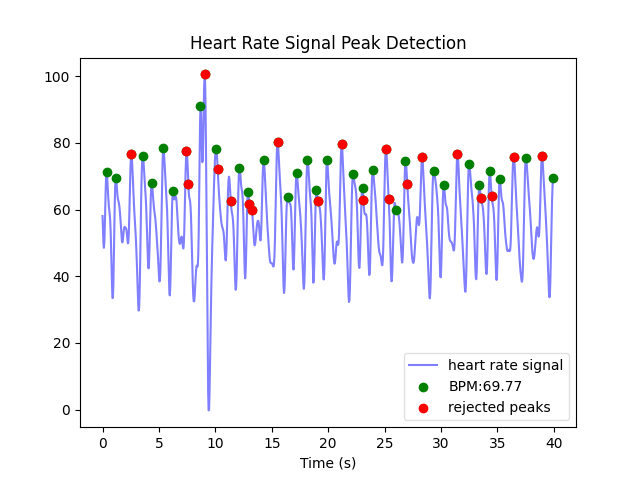 Heart Rate Signal Peak Detection
100
80
60
40
20
0
heart rate signal
BPM:69.77
rejected peaks
0 5 10 15 20 25 30 35 40
Time (s)